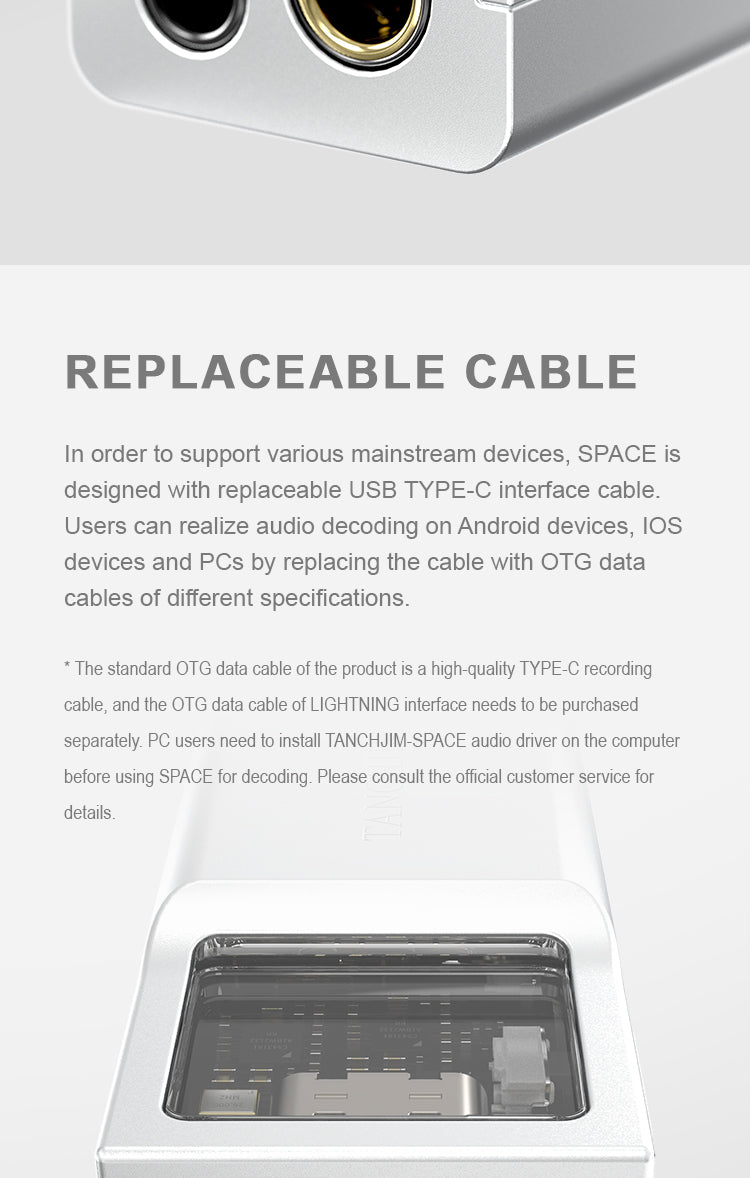 REPLACEABLE CABLE
In order to support various mainstream devices, SPACE is
designed with replaceable USB TYPE-C interface cable.
Users can realize audio decoding on Android devices, IOS
devices and PCs by replacing the cable with OTG data
cables of different specifications.
* The standard OTG data cable of the product is a high-quality TYPE-C recording
cable, and the OTG data cable of LIGHTNING interface needs to be purchased
separately. PC users need to install TANCHJIM-SPACE audio driver on the computer
before using SPACE for decoding. Please consult the official customer service for
details.